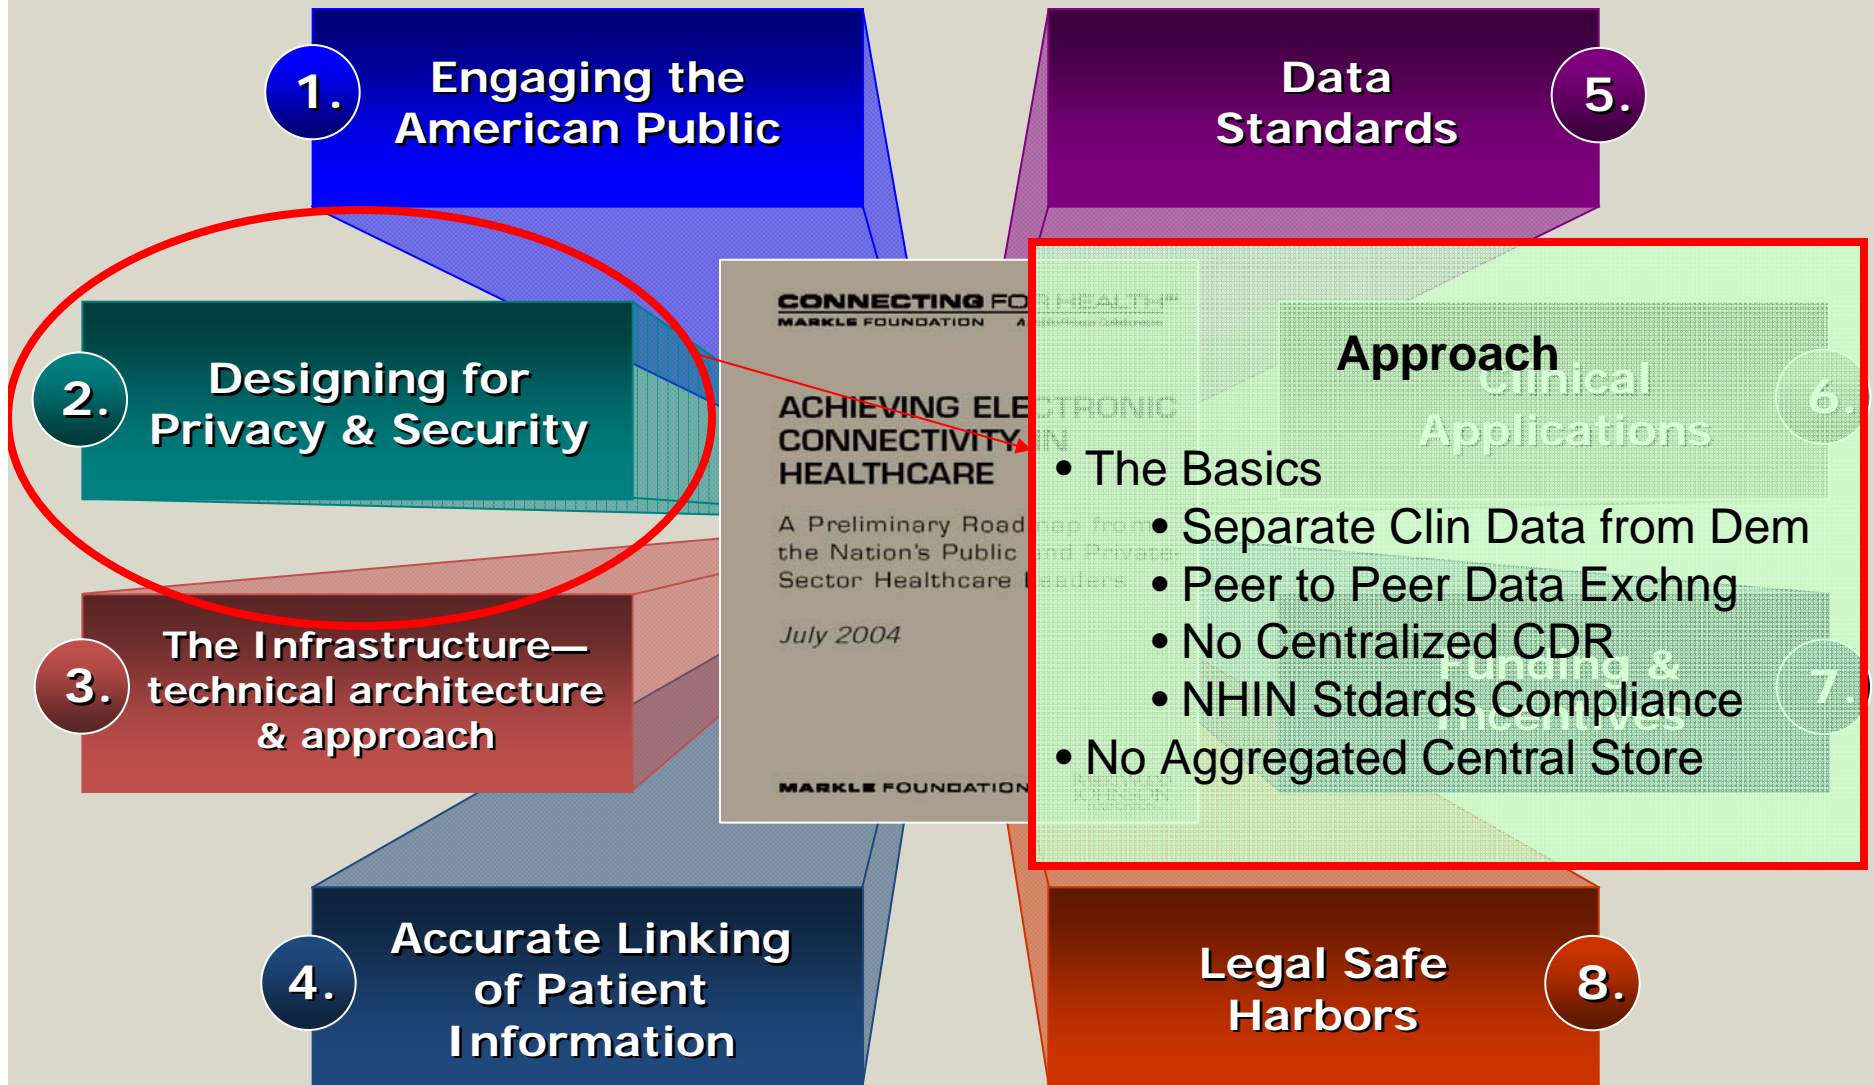 1.
Engaging the
American Public
2.
Designing for
Privacy & Security
3.
The Infrastructure—
technical architecture
& approach
4.
Accurate Linking
of Patient
Information
CONNECTING FOR HEALTH
MARKLE FOUNDATION
ACHIEVING ELECTRONIC
CONNECTIVITY IN
HEALTHCARE
A Preliminary Roadmap from
the Nation's Public and Private-
Sector Healthcare Leaders
July 2004
MARKLE FOUNDATION
JOHNSON
Data
Standards
5.
Clinical
Applications
6.
Funding &
Incentives
7.
Approach
• The Basics
• Separate Clin Data from Dem
• Peer to Peer Data Exchng
• No Centralized CDR
• NHIN Stdards Compliance
• No Aggregated Central Store
Legal Safe
Harbors
8.